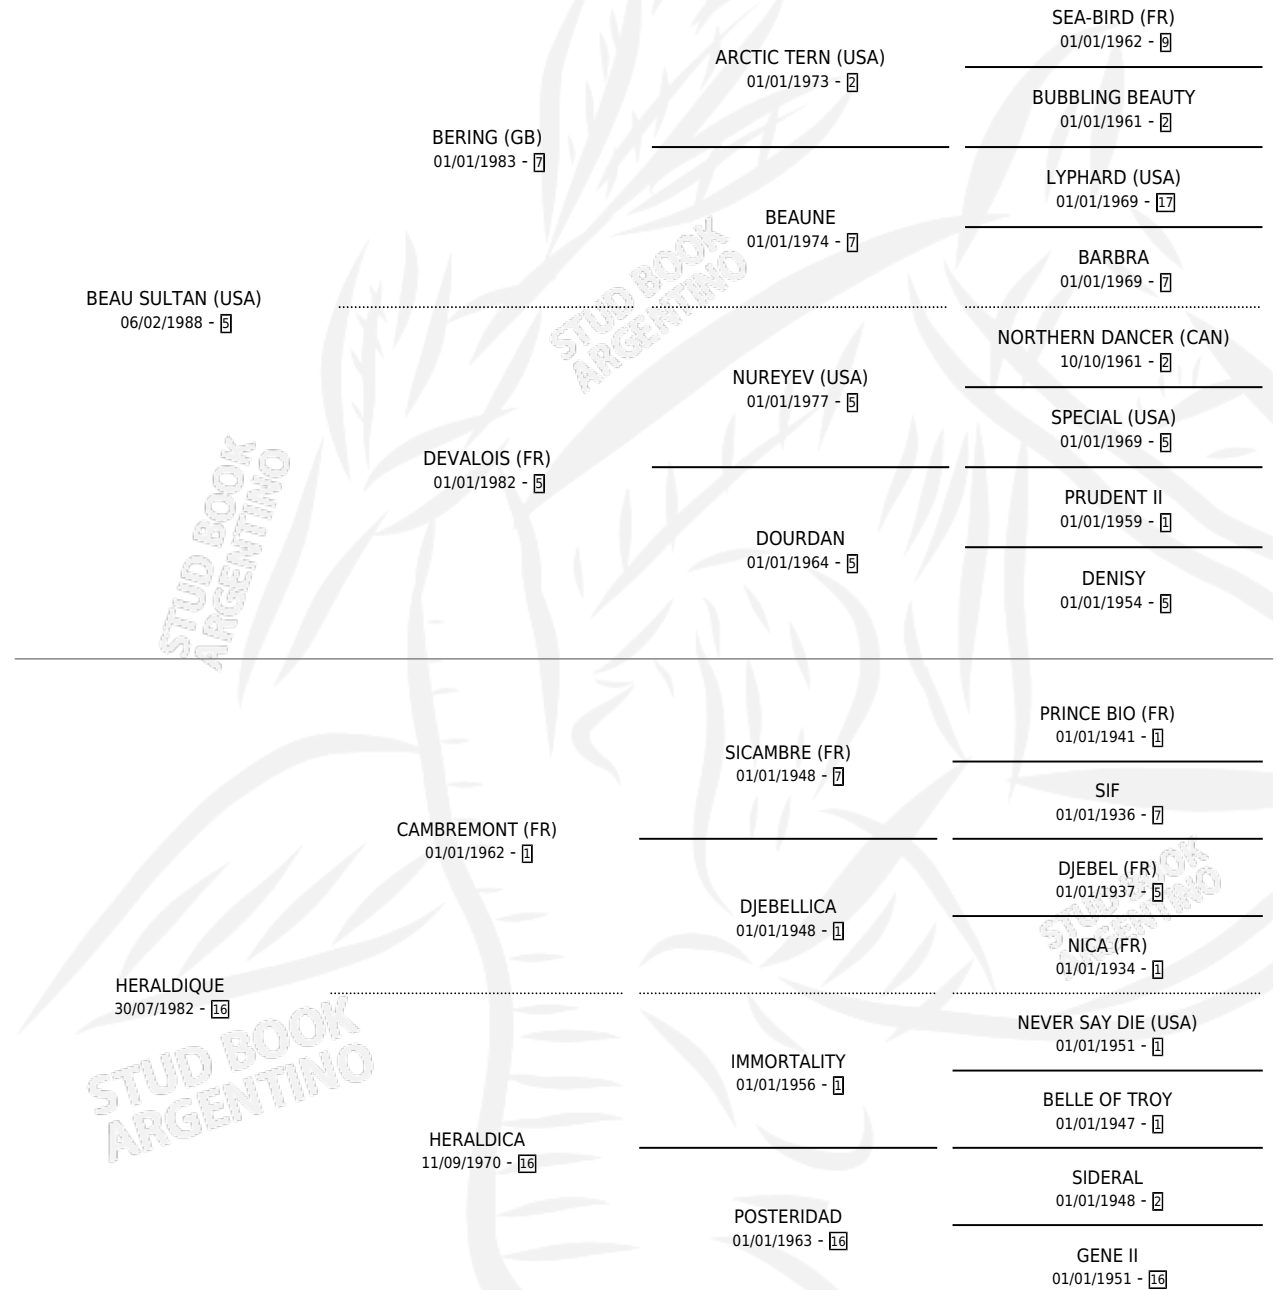 SEA-BIRD (FR)
01/01/1962 - 9
ARCTIC TERN (USA)
01/01/1973 - 2
BUBBLING BEAUTY
01/01/1961 - 2
BERING (GB)
01/01/1983 - 7
LYPHARD (USA)
01/01/1969 - 17
BEAUNE
01/01/1974 - 7
BARBRA
01/01/1969 - 7
BEAU SULTAN (USA)
06/02/1988 - 5
NORTHERN DANCER (CAN)
10/10/1961 - 2
NUREYEV (USA)
01/01/1977 - 5
SPECIAL (USA)
01/01/1969 - 5
DEVALOIS (FR)
01/01/1982 - 5
PRUDENT II
01/01/1959 - 1
DOURDAN
01/01/1964 - 5
DENISY
01/01/1954 - 5
STUD BOOK
ARGENTINO
STUD BOOK
ARGENTINO
PRINCE BIO (FR)
01/01/1941 - 1
SICAMBRE (FR)
01/01/1948 - 7
SIF
01/01/1936 - 7
CAMBREMONT (FR)
01/01/1962 - 1
DJEBEL (FR)
01/01/1937 - 5
DJEBELLICA
01/01/1948 - 1
NICA (FR)
01/01/1934 - 1
HERALDIQUE
30/07/1982 - 16
NEVER SAY DIE (USA)
01/01/1951 - 1
IMMORTALITY
01/01/1956 - 1
BELLE OF TROY
01/01/1947 - 1
HERALDICA
11/09/1970 - 16
SIDERAL
01/01/1948 - 2
POSTERIDAD
01/01/1963 - 16
GENE II
01/01/1951 - 16
STUD BOOK
ARGENTINO
STUD BOOK
ARGENTINO